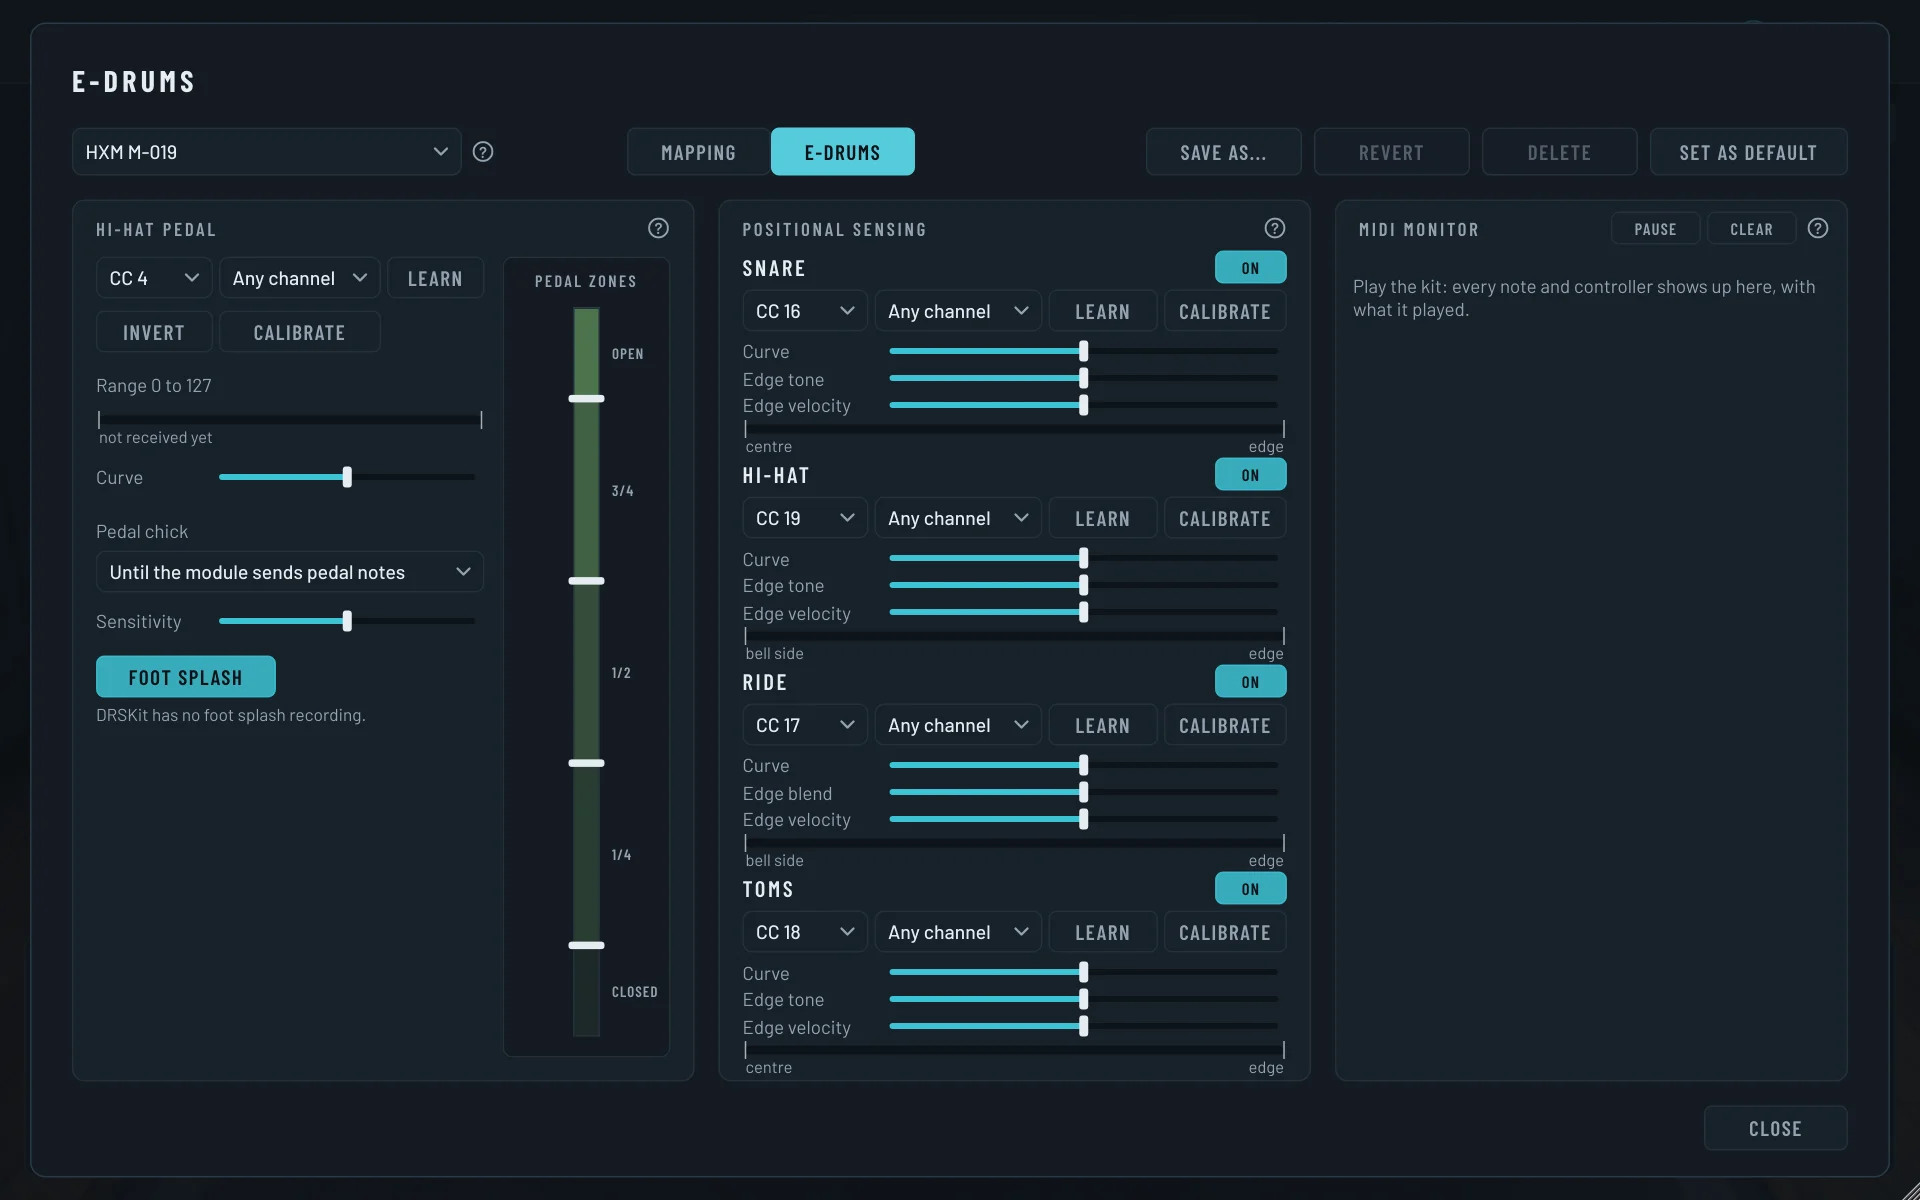 E-DRUMS
HXM M-019
?
MAPPING
E-DRUMS
SAVE AS...
REVERT
DELETE
SET AS DEFAULT
HI-HAT PEDAL
?
CC 4
Any channel
LEARN
INVERT
CALIBRATE
Range 0 to 127
not received yet
Curve
Pedal chick
Until the module sends pedal notes
Sensitivity
FOOT SPLASH
DRSKit has no foot splash recording.
PEDAL ZONES
OPEN
3/4
1/2
1/4
CLOSED
POSITIONAL SENSING
?
SNARE
ON
CC 16
Any channel
LEARN
CALIBRATE
Curve
Edge tone
Edge velocity
centre
edge
HI-HAT
ON
CC 19
Any channel
LEARN
CALIBRATE
Curve
Edge tone
Edge velocity
bell side
edge
RIDE
ON
CC 17
Any channel
LEARN
CALIBRATE
Curve
Edge blend
Edge velocity
bell side
edge
TOMS
ON
CC 18
Any channel
LEARN
CALIBRATE
Curve
Edge tone
Edge velocity
centre
edge
MIDI MONITOR
PAUSE
CLEAR
?
Play the kit: every note and controller shows up here, with
what it played.
CLOSE